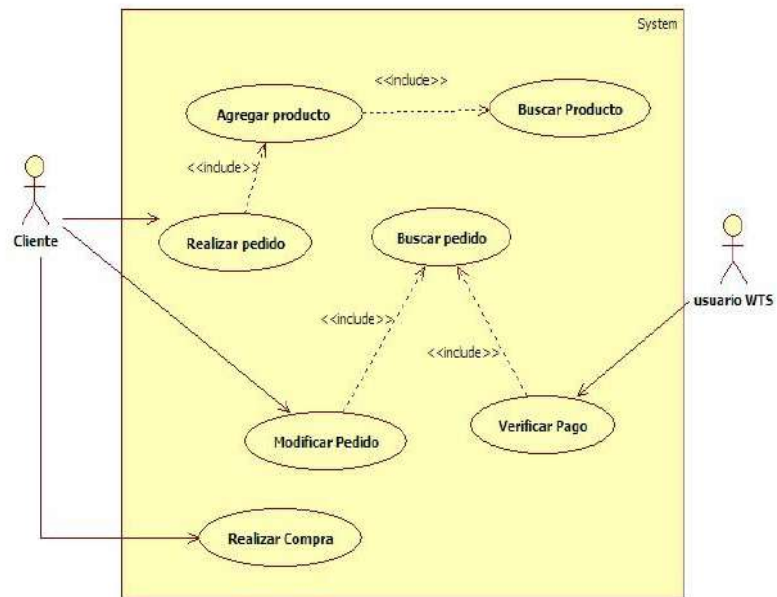 System
<<include>>
Agregar producto
Buscar Producto
<<include>>
Cliente
Realizar pedido
Buscar pedido
usuario WTS
<<include>>
<<include>>
Modificar Pedido
Verificar Pago
Realizar Compra